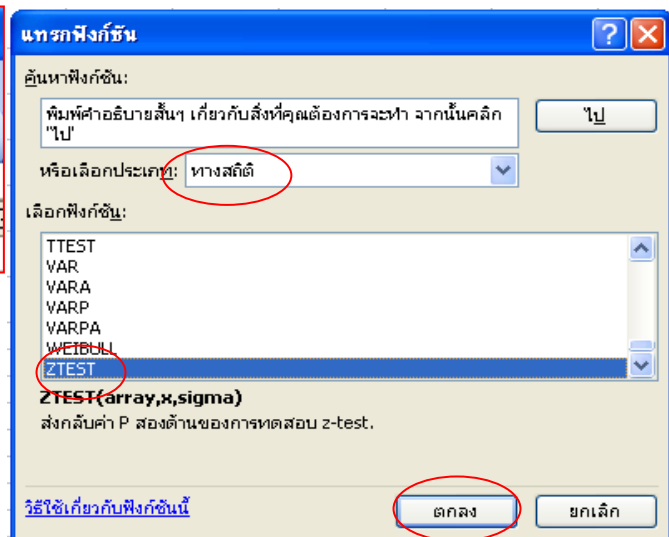 แทรกฟังก์ชัน
ค้นหาฟังก์ชัน:
พิมพ์คำอธิบายสั้นๆ เกี่ยวกับสิ่งที่คุณต้องการจะทำ จากนั้นคลิก
'ไป'
ไป
หรือเลือกประเภท: ทางสถิติ
เลือกฟังก์ชัน:
TTEST
VAR
VARA
VARP
VARPA
WEIBULL
ZTEST
ZTEST(array,x,sigma)
ส่งกลับค่า P สองด้านของการทดสอบ z-test.
วิธีใช้เกี่ยวกับฟังก์ชันนี้
ตกลง
ยกเลิก